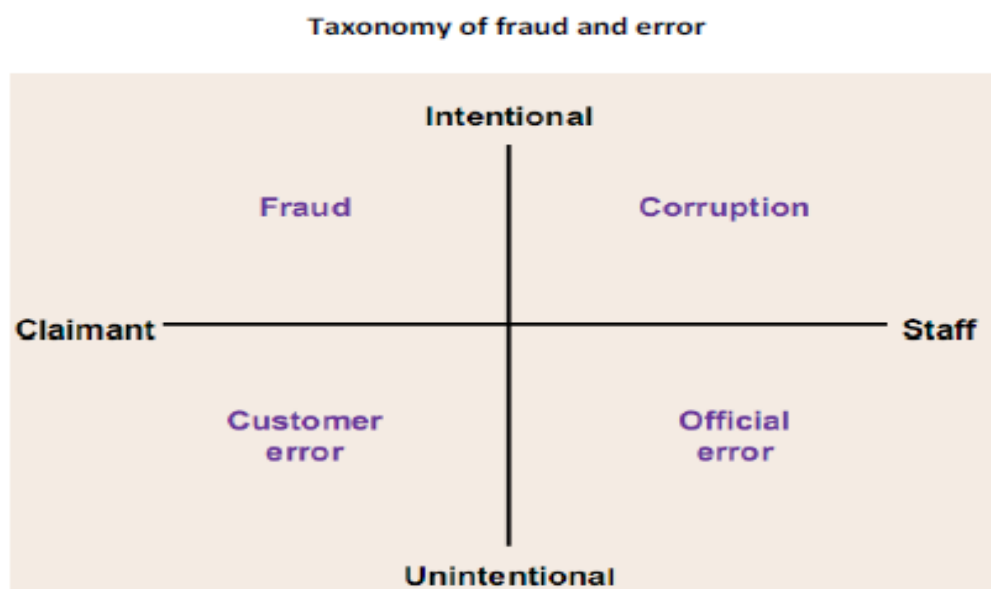 Taxonomy of fraud and error
Intentional
Fraud
Corruption
Claimant
Staff
Customer
error
Official
error
Unintentional